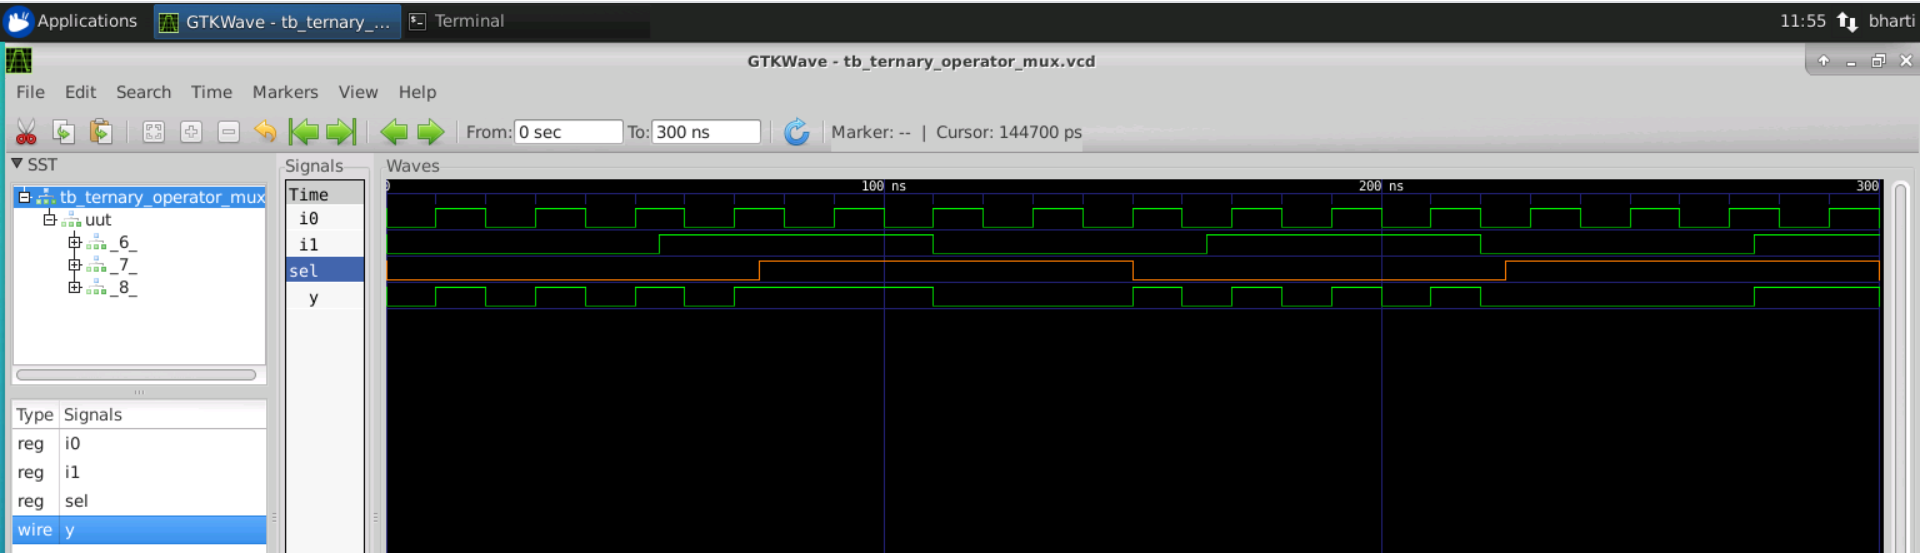 Applications GTKWave - tb_ternary_... Terminal 11:55 bharti
GTKWave - tb_ternary_operator_mux.vcd
File Edit Search Time Markers View Help
From: 0 sec To: 300 ns Marker: -- | Cursor: 144700 ps
SST
tb_ternary_operator_mux
uut
_6_
_7_
_8_
Type Signals
reg i0
reg i1
reg sel
wire y
Signals
Time
i0
i1
sel
y
Waves
0 100 ns 200 ns 300